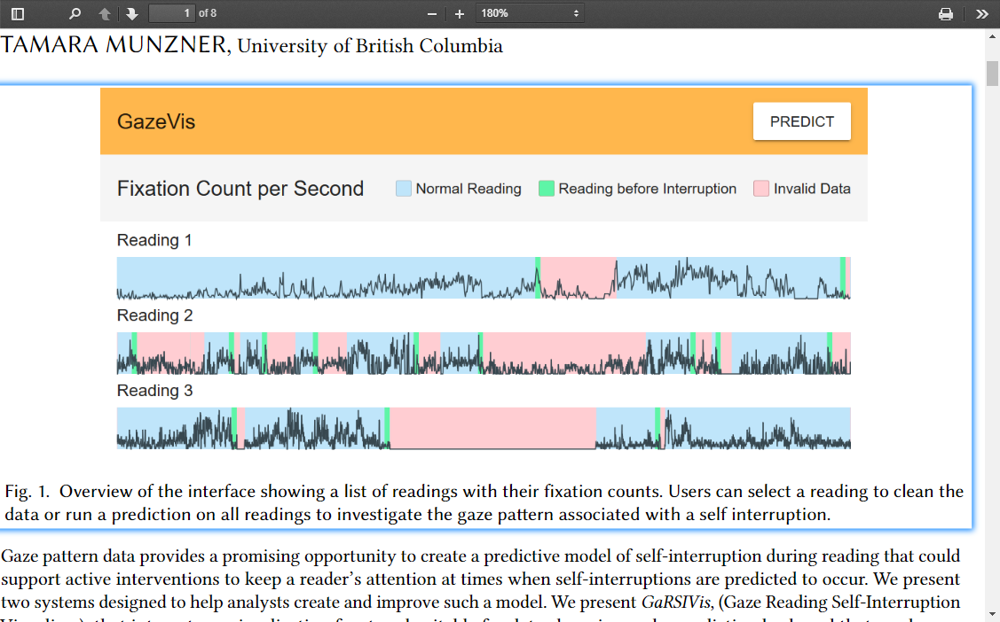 1 of 8
180%
TAMARA MUNZNER, University of British Columbia
GazeVis
PREDICT
Fixation Count per Second
Normal Reading
Reading before Interruption
Invalid Data
Reading 1
Reading 2
Reading 3
Fig. 1. Overview of the interface showing a list of readings with their fixation counts. Users can select a reading to clean the
data or run a prediction on all readings to investigate the gaze pattern associated with a self interruption.
Gaze pattern data provides a promising opportunity to create a predictive model of self-interruption during reading that could
support active interventions to keep a reader's attention at times when self-interruptions are predicted to occur. We present
two systems designed to help analysts create and improve such a model. We present GaRSIVis, (Gaze Reading Self-Interruption